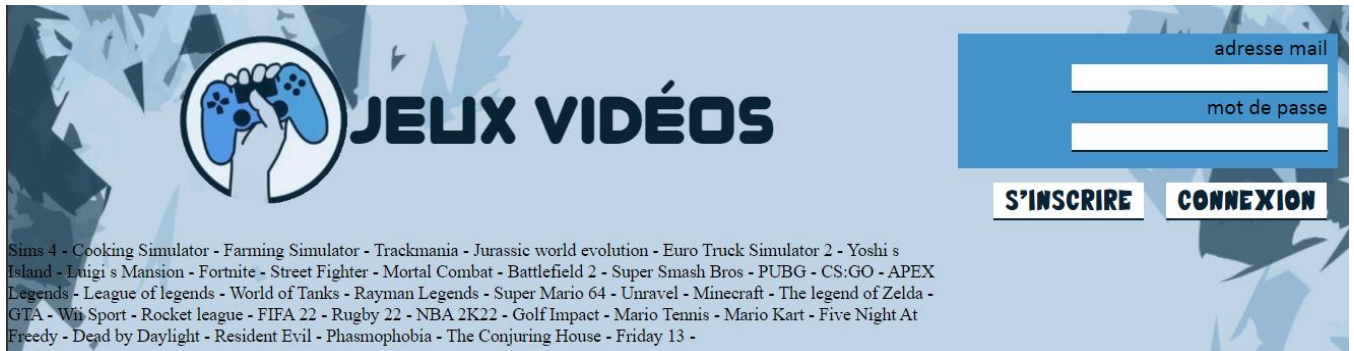 JEUX VIDÉOS
adresse mail
mot de passe
S'INSCRIRE CONNEXION
Sims 4 - Cooking Simulator - Farming Simulator - Trackmania - Jurassic world evolution - Euro Truck Simulator 2 - Yoshi s
Island - Luigi s Mansion - Fortnite - Street Fighter - Mortal Combat - Battlefield 2 - Super Smash Bros - PUBG - CS:GO - APEX
Legends - League of legends - World of Tanks - Rayman Legends - Super Mario 64 - Unravel - Minecraft - The legend of Zelda -
GTA - Wii Sport - Rocket league - FIFA 22 - Rugby 22 - NBA 2K22 - Golf Impact - Mario Tennis - Mario Kart - Five Night At
Freedy - Dead by Daylight - Resident Evil - Phasmophobia - The Conjuring House - Friday 13 -